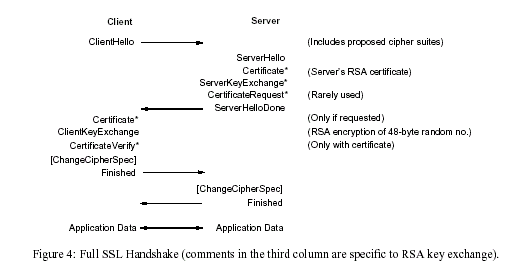 Client Server
ClientHello (Includes proposed cipher suites)
ServerHello
Certificate* (Server's RSA certificate)
ServerKeyExchange*
CertificateRequest* (Rarely used)
ServerHelloDone
Certificate* (Only if requested)
ClientKeyExchange (RSA encryption of 48-byte random no.)
CertificateVerify* (Only with certificate)
[ChangeCipherSpec]
Finished
[ChangeCipherSpec]
Finished
Application Data Application Data
Figure 4: Full SSL Handshake (comments in the third column are specific to RSA key exchange).